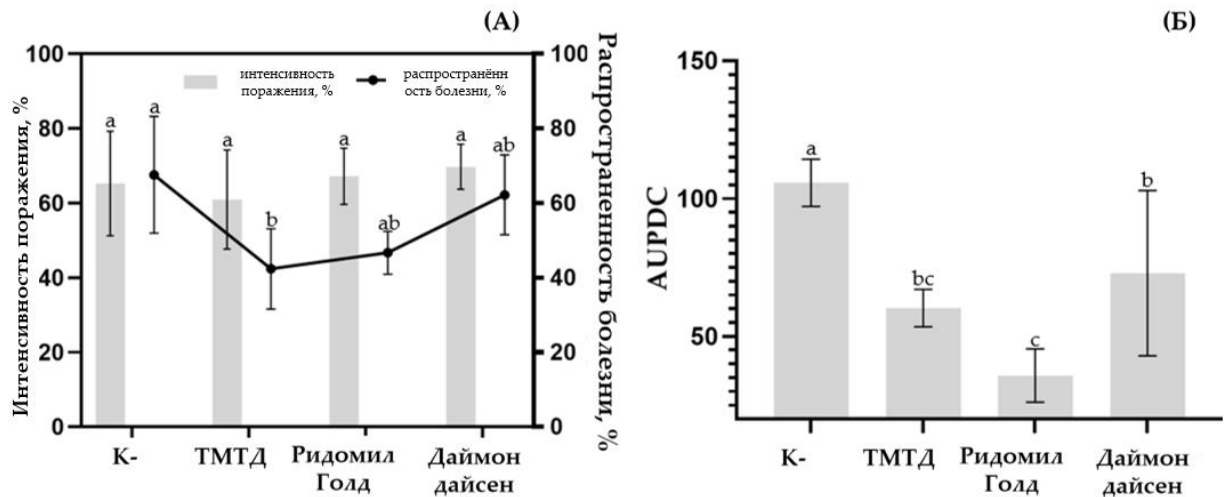 (А)
Интенсивность поражения, %
100
80
60
40
20
0
интенсивность
поражения, %
распространённ
ость болезни, %
a
a
a
b
a
ab
a
ab
100
80
60
40
20
0
Распространенность болезни, %
К-
ТМТД
Ридомил
Голд
Даймон
дайсен
(Б)
AUPDC
150
100
50
a
bc
c
b
К-
ТМТД
Ридомил
Голд
Даймон
дайсен